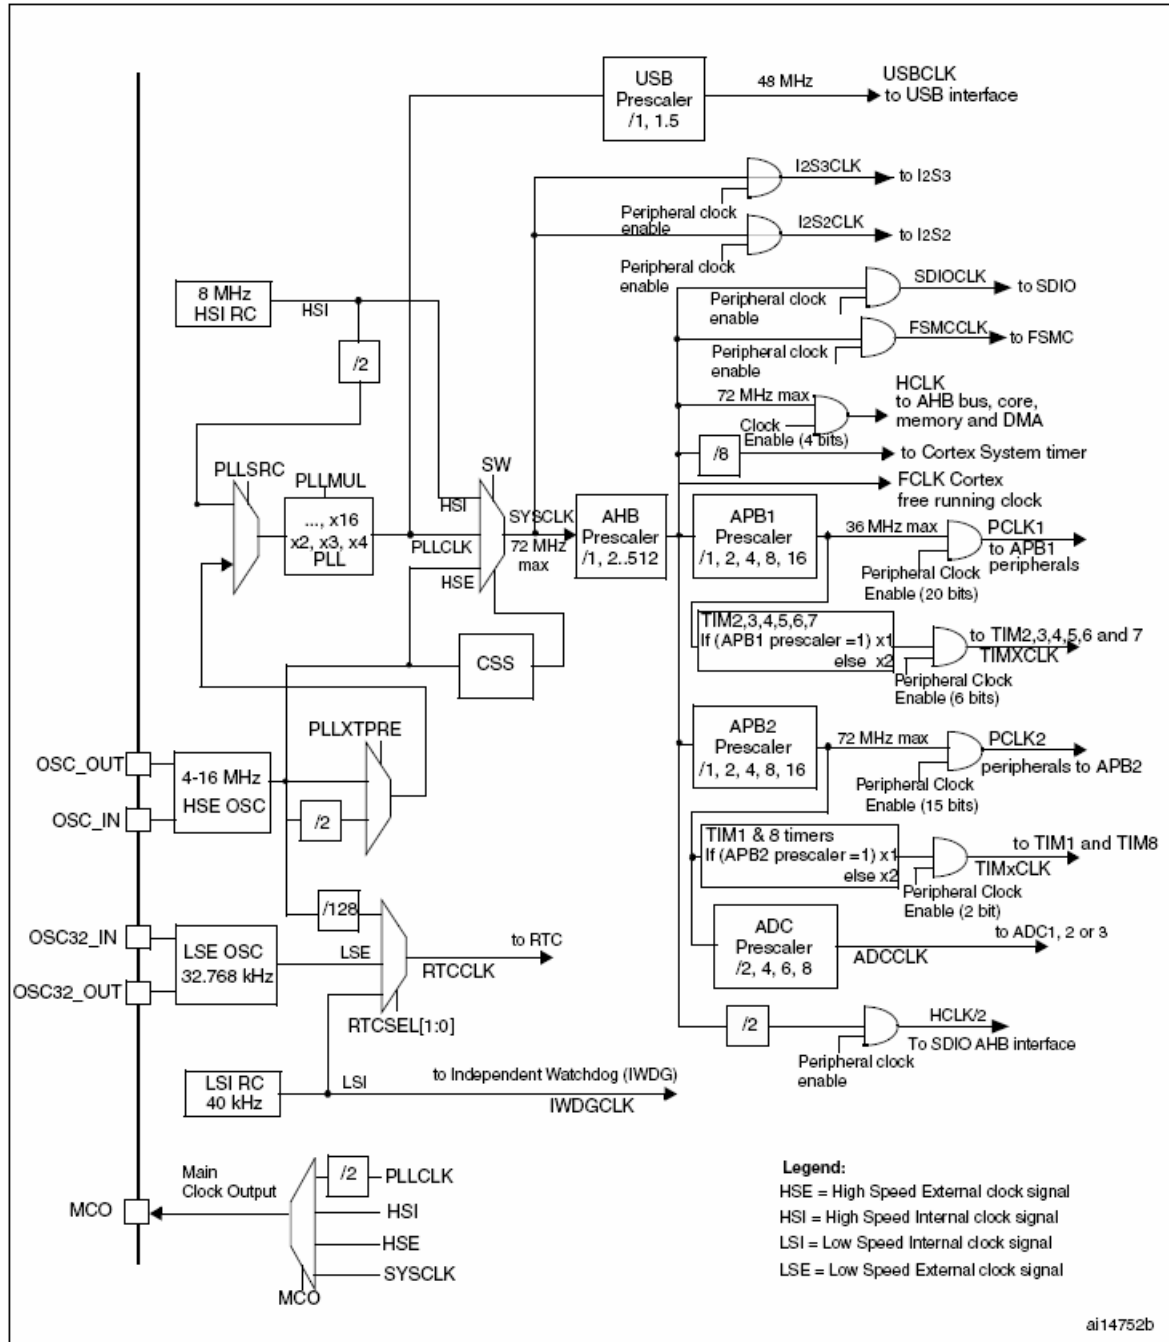 USB
Prescaler
/1, 1.5
48 MHz
USBCLK
to USB interface
I2S3CLK
to I2S3
Peripheral clock
enable
I2S2CLK
to I2S2
Peripheral clock
enable
SDIOCLK
to SDIO
Peripheral clock
enable
FSMCCLK
to FSMC
Peripheral clock
enable
8 MHz
HSI RC
HSI
/2
HCLK
to AHB bus, core,
memory and DMA
72 MHz max
Clock
Enable (4 bits)
/8
to Cortex System timer
FCLK Cortex
free running clock
PLLSRC
PLLMUL
..., x16
x2, x3, x4
PLL
SW
HSI
PLLCLK
HSE
SYSCLK
72 MHz
max
AHB
Prescaler
/1, 2..512
APB1
Prescaler
/1, 2, 4, 8, 16
36 MHz max
PCLK1
to APB1
peripherals
Peripheral Clock
Enable (20 bits)
TIM2,3,4,5,6,7
If (APB1 prescaler =1) x1
else x2
to TIM2,3,4,5,6 and 7
TIMXCLK
Peripheral Clock
Enable (6 bits)
CSS
PLLXTPRE
OSC_OUT
OSC_IN
4-16 MHz
HSE OSC
/2
APB2
Prescaler
/1, 2, 4, 8, 16
72 MHz max
PCLK2
peripherals to APB2
Peripheral Clock
Enable (15 bits)
TIM1 & 8 timers
If (APB2 prescaler =1) x1
else x2
to TIM1 and TIM8
TIMxCLK
Peripheral Clock
Enable (2 bit)
/128
OSC32_IN
OSC32_OUT
LSE OSC
32.768 kHz
LSE
to RTC
RTCCLK
RTCSEL[1:0]
ADC
Prescaler
/2, 4, 6, 8
to ADC1, 2 or 3
ADCCLK
/2
HCLK/2
To SDIO AHB interface
Peripheral clock
enable
LSI RC
40 kHz
LSI
to Independent Watchdog (IWDG)
IWDGCLK
MCO
Main
Clock Output
/2
PLLCLK
HSI
HSE
SYSCLK
MCO
Legend:
HSE = High Speed External clock signal
HSI = High Speed Internal clock signal
LSI = Low Speed Internal clock signal
LSE = Low Speed External clock signal
ai14752b